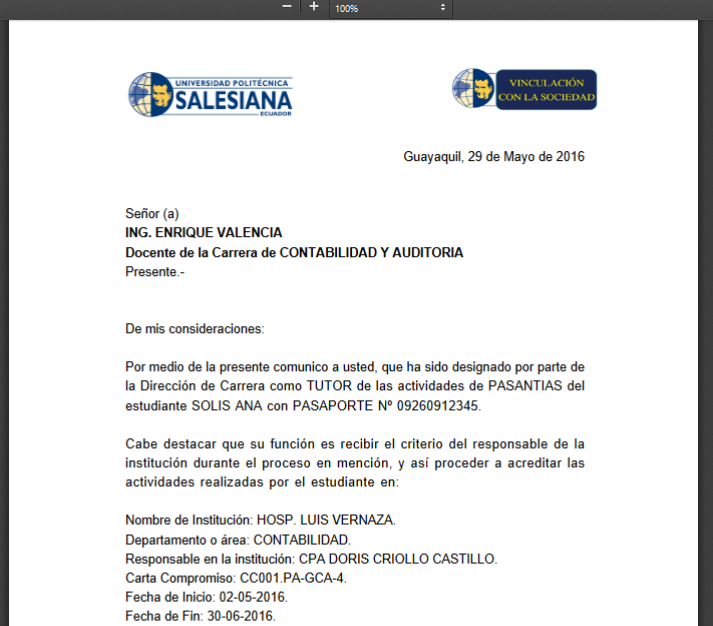 100%
UNIVERSIDAD POLITÉCNICA
SALESIANA
ECUADOR
VINCULACIÓN
CON LA SOCIEDAD
Guayaquil, 29 de Mayo de 2016
Señor (a)
ING. ENRIQUE VALENCIA
Docente de la Carrera de CONTABILIDAD Y AUDITORIA
Presente.-
De mis consideraciones:
Por medio de la presente comunico a usted, que ha sido designado por parte de
la Dirección de Carrera como TUTOR de las actividades de PASANTIAS del
estudiante SOLIS ANA con PASAPORTE Nº 09260912345.
Cabe destacar que su función es recibir el criterio del responsable de la
institución durante el proceso en mención, y así proceder a acreditar las
actividades realizadas por el estudiante en:
Nombre de Institución: HOSP. LUIS VERNAZA.
Departamento o área: CONTABILIDAD.
Responsable en la institución: CPA DORIS CRIOLLO CASTILLO.
Carta Compromiso: CC001.PA-GCA-4.
Fecha de Inicio: 02-05-2016.
Fecha de Fin: 30-06-2016.